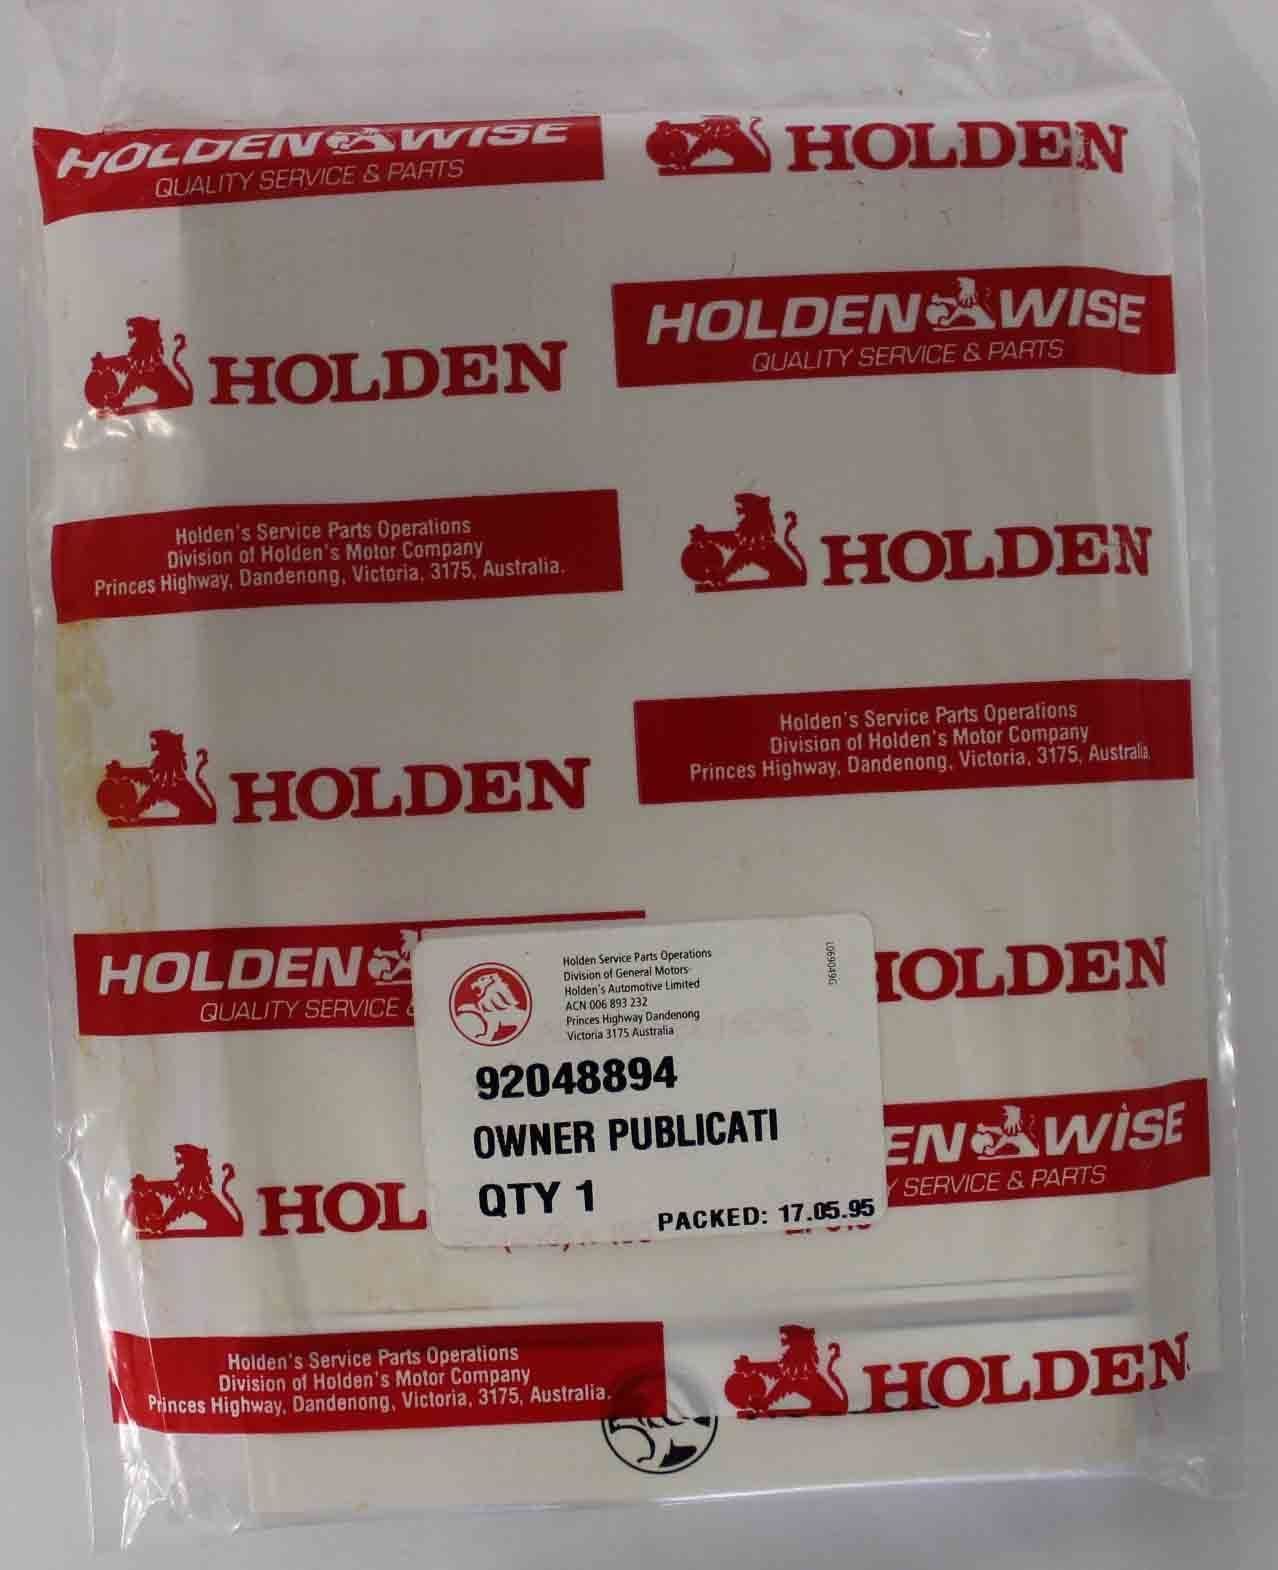 HOLDEN WISE
QUALITY SERVICE & PARTS
HOLDEN
HOLDEN
HOLDEN WISE
QUALITY SERVICE & PARTS
Holden's Service Parts Operations
Division of Holden's Motor Company
Princes Highway, Dandenong, Victoria, 3175, Australia.
HOLDEN
HOLDEN
Holden's Service Parts Operations
Division of Holden's Motor Company
Princes Highway, Dandenong, Victoria, 3175, Australia
HOLDEN
QUALITY SERVICE &
HOLDEN
Holden Service Parts Operations
Division of General Motors-
Holden's Automotive Limited
ACN 006 893 232
Princes Highway Dandenong
Victoria 3175 Australia
L069049G
92048894
OWNER PUBLICATI
QTY 1
PACKED: 17.05.95
EN WISE
SERVICE & PARTS
HOL
Holden's Service Parts Operations
Division of Holden's Motor Company
Princes Highway, Dandenong, Victoria, 3175, Australia.
HOLDEN